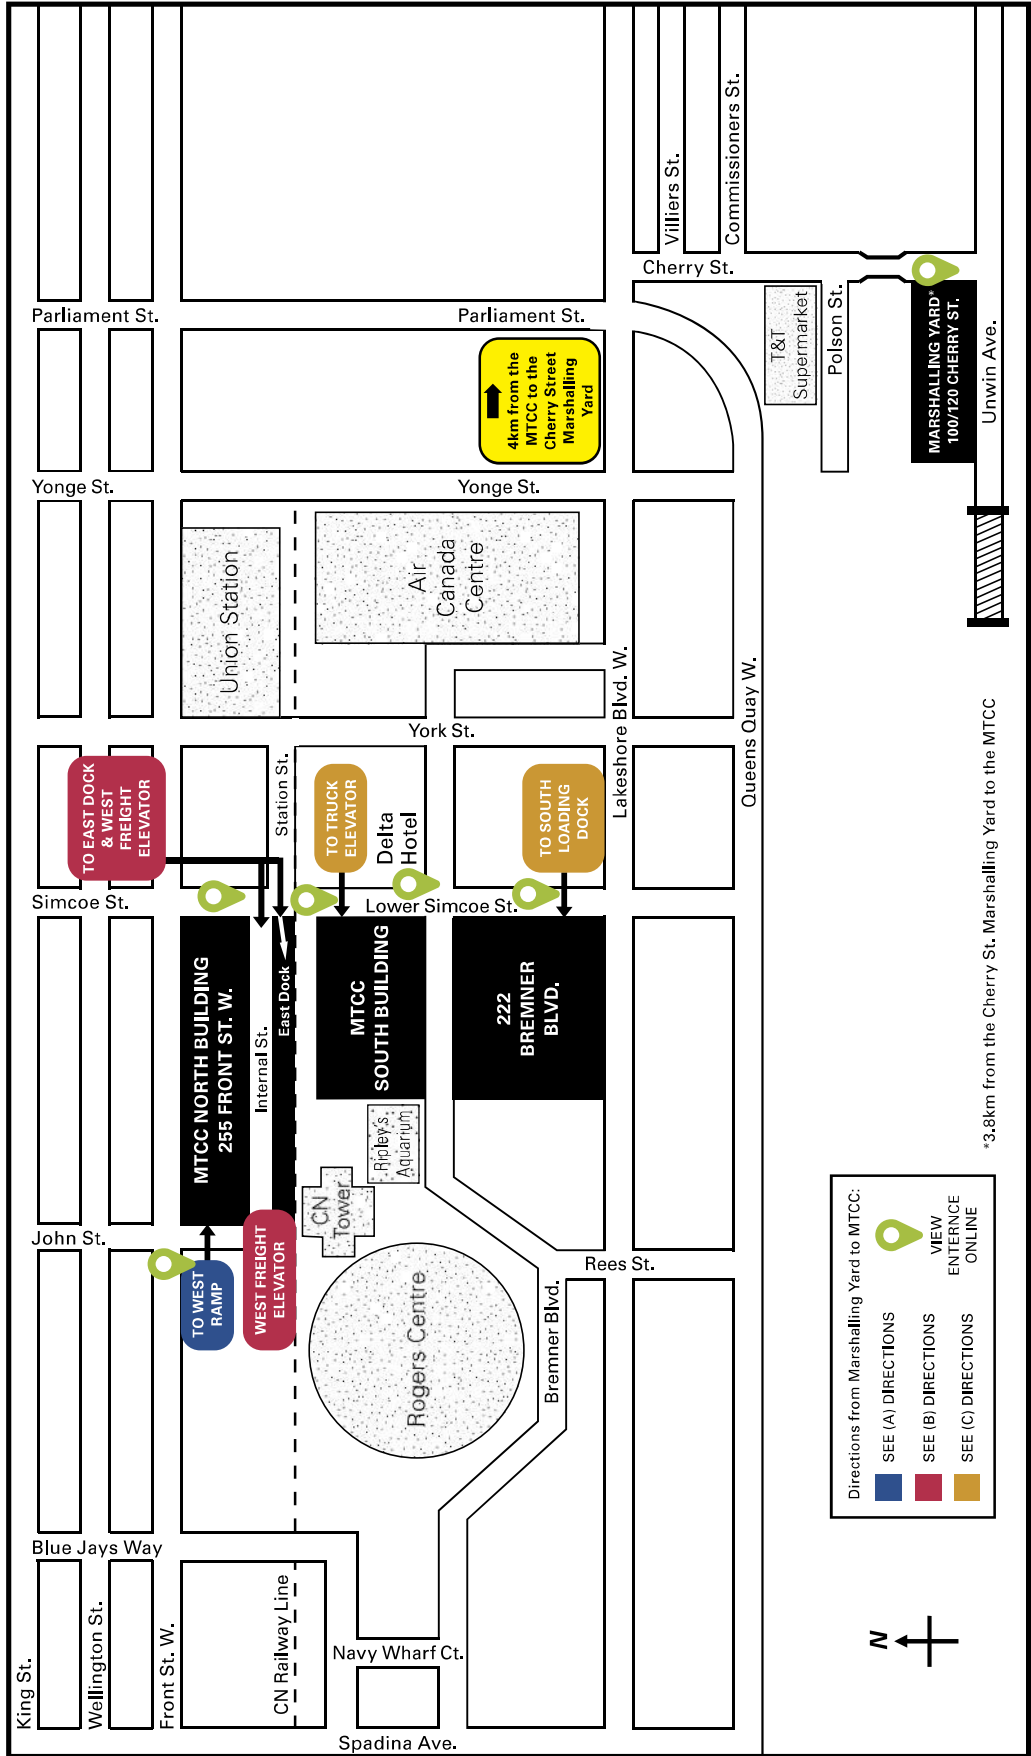 King St.
Wellington St.
Front St. W.
CN Railway Line
Spadina Ave.
Navy Wharf Ct.
Blue Jays Way
John St.
Simcoe St.
Yonge St.
Parliament St.
Parliament St.
Yonge St.
York St.
Lower Simcoe St.
Rees St.
Bremner Blvd.
Station St.
Internal St.
Lakeshore Blvd. W.
Queens Quay W.
Cherry St.
Villiers St.
Commissioners St.
Polson St.
Unwin Ave.
TO EAST DOCK
& WEST
FREIGHT
ELEVATOR
TO TRUCK
ELEVATOR
TO SOUTH
LOADING
DOCK
TO WEST
RAMP
WEST FREIGHT
ELEVATOR
MTCC NORTH BUILDING
255 FRONT ST. W.
East Dock
MTCC
SOUTH BUILDING
222
BREMNER
BLVD.
Delta
Hotel
Union Station
Air
Canada
Centre
CN
Tower
Ripley's
Aquarium
Rogers Centre
4km from the
MTCC to the
Cherry Street
Marshalling
Yard
T&T
Supermarket
MARSHALLING YARD*
100/120 CHERRY ST.
*3.8km from the Cherry St. Marshalling Yard to the MTCC
Directions from Marshalling Yard to MTCC:
SEE (A) DIRECTIONS
SEE (B) DIRECTIONS
SEE (C) DIRECTIONS
VIEW
ENTERNCE
ONLINE
N